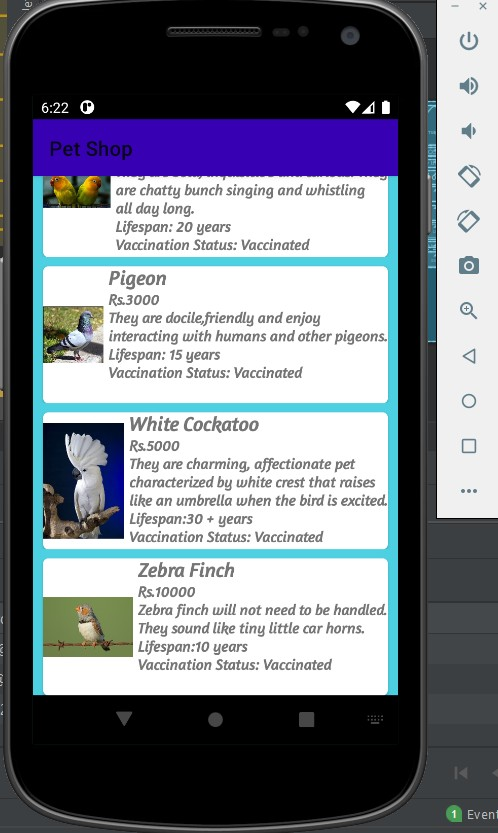 6:22
Pet Shop
are chatty bunch singing and whistling
all day long.
Lifespan: 20 years
Vaccination Status: Vaccinated
Pigeon
Rs.3000
They are docile,friendly and enjoy
interacting with humans and other pigeons.
Lifespan: 15 years
Vaccination Status: Vaccinated
White Cockatoo
Rs.5000
They are charming, affectionate pet
characterized by white crest that raises
like an umbrella when the bird is excited.
Lifespan:30 + years
Vaccination Status: Vaccinated
Zebra Finch
Rs.10000
Zebra finch will not need to be handled.
They sound like tiny little car horns.
Lifespan:10 years
Vaccination Status: Vaccinated
1 Event